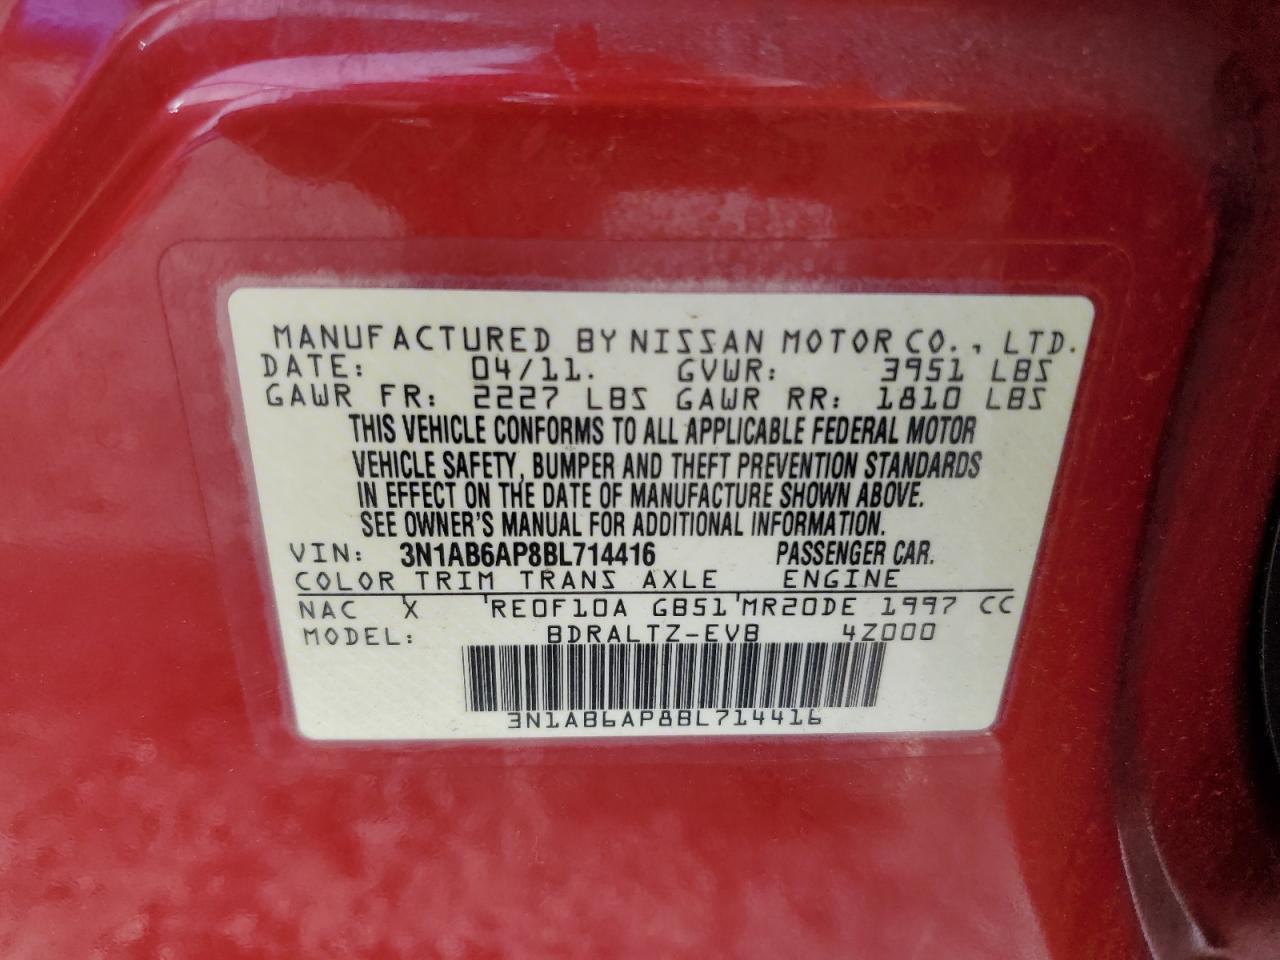 MANUFACTURED BY NISSAN MOTOR CO., LTD.
DATE: 04/11. GVWR: 3951 LBS
GAWR FR: 2227 LBS GAWR RR: 1810 LBS
THIS VEHICLE CONFORMS TO ALL APPLICABLE FEDERAL MOTOR
VEHICLE SAFETY, BUMPER AND THEFT PREVENTION STANDARDS
IN EFFECT ON THE DATE OF MANUFACTURE SHOWN ABOVE.
SEE OWNER'S MANUAL FOR ADDITIONAL INFORMATION.
VIN: 3N1AB6AP8BL714416 PASSENGER CAR.
COLOR TRIM TRANS AXLE ENGINE
NAC X RE0F10A GB51 MR20DE 1997 CC
MODEL: BDRALTZ-EVB 4Z000
3N1AB6AP8BL714416